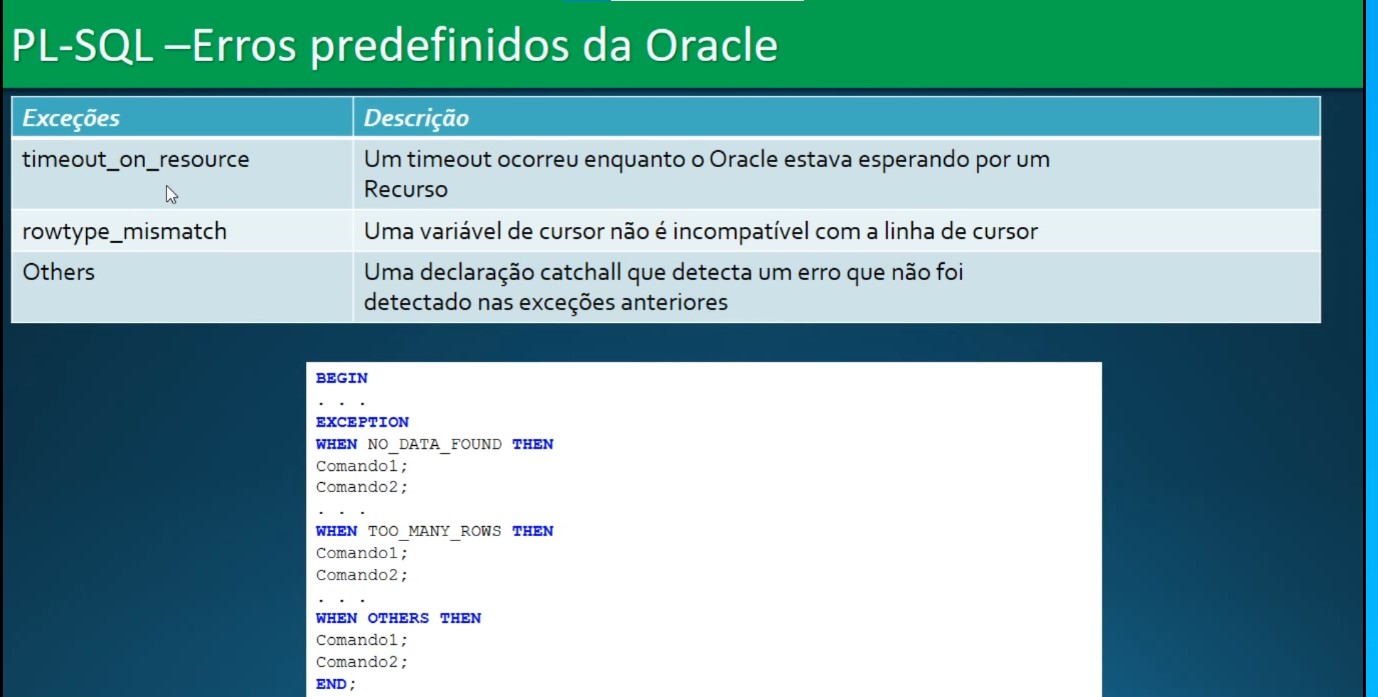 PL-SQL –Erros predefinidos da Oracle
Exceções
Descrição
timeout_on_resource
Um timeout ocorreu enquanto o Oracle estava esperando por um
Recurso
rowtype_mismatch
Uma variável de cursor não é incompatível com a linha de cursor
Others
Uma declaração catchall que detecta um erro que não foi
detectado nas exceções anteriores
BEGIN
. . .
EXCEPTION
WHEN NO_DATA_FOUND THEN
Comando1;
Comando2;
. . .
WHEN TOO_MANY_ROWS THEN
Comando1;
Comando2;
. . .
WHEN OTHERS THEN
Comando1;
Comando2;
END;